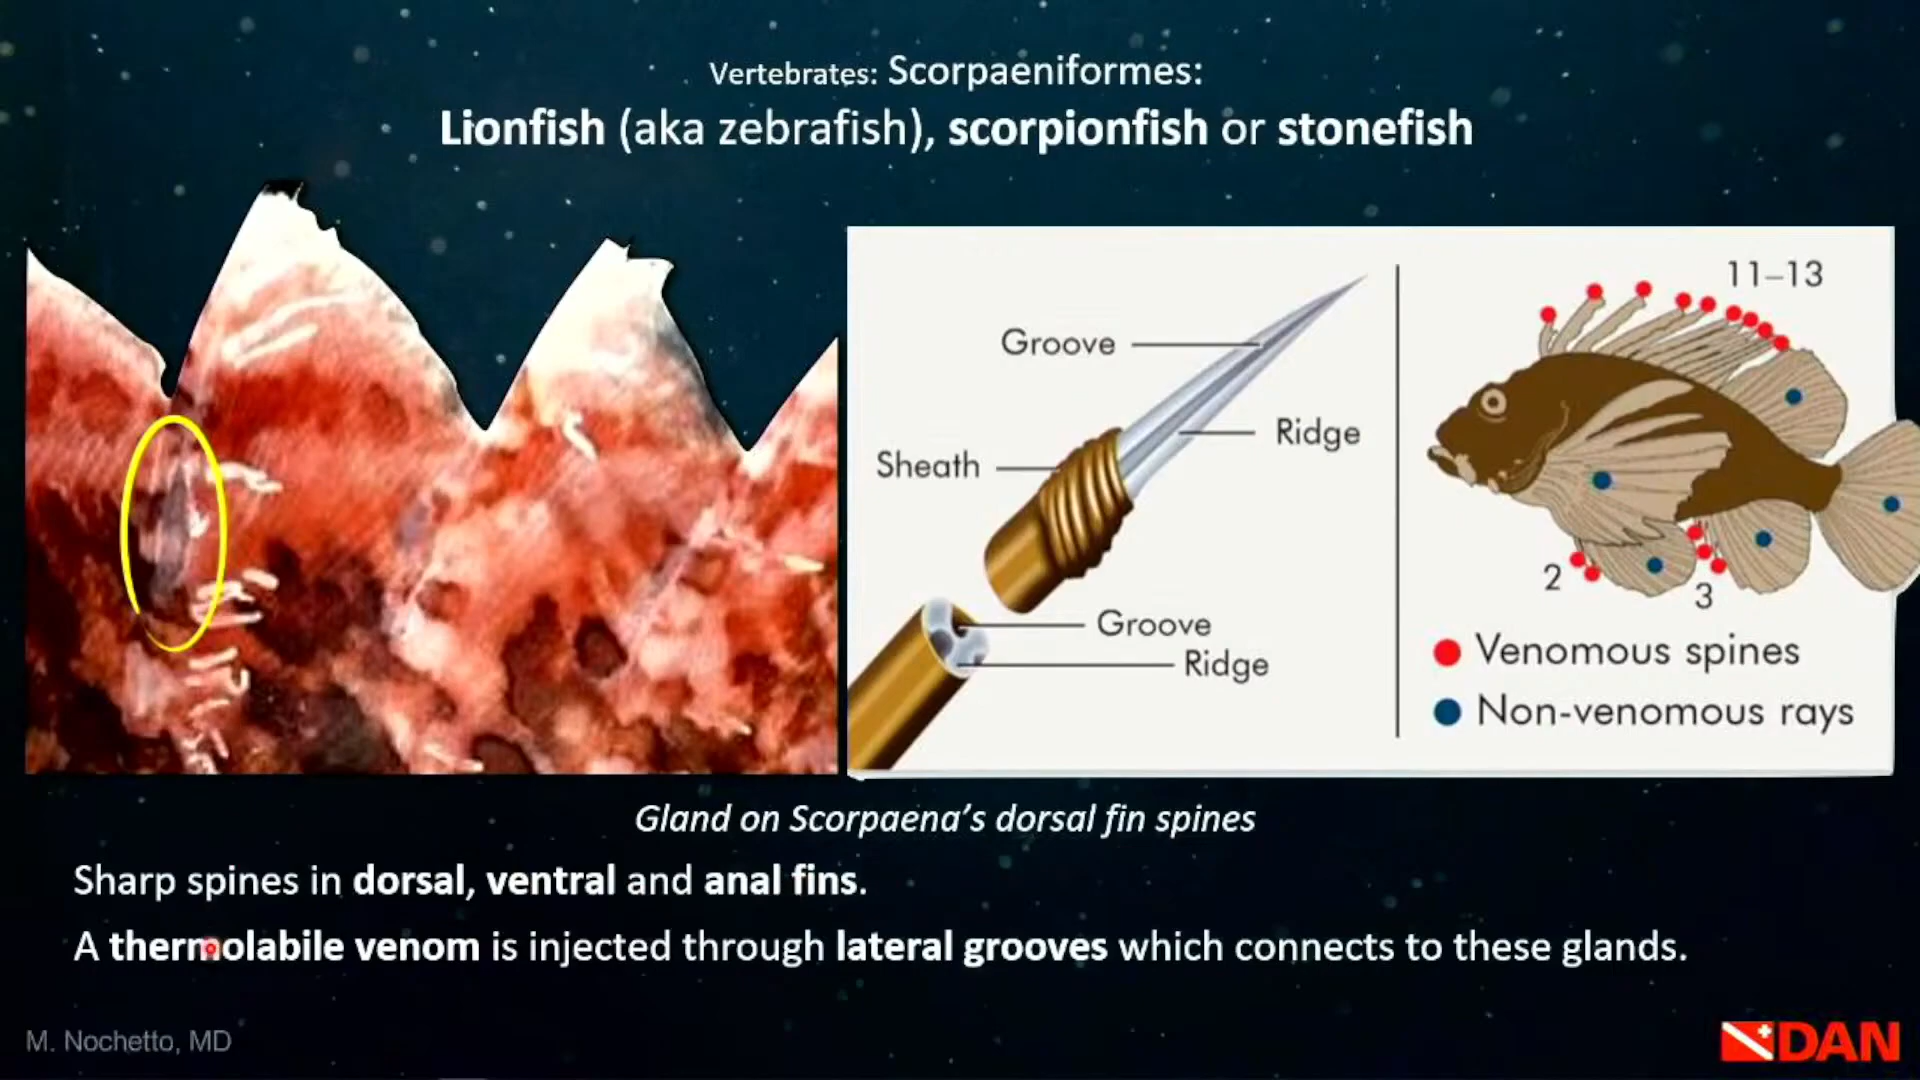 Vertebrates: Scorpaeniformes:
Lionfish (aka zebrafish), scorpionfish or stonefish
Groove
Ridge
Sheath
Groove
Ridge
11–13
2
3
Venomous spines
Non-venomous rays
Gland on Scorpaena’s dorsal fin spines
Sharp spines in dorsal, ventral and anal fins.
A thermolabile venom is injected through lateral grooves which connects to these glands.
M. Nochetto, MD
DAN